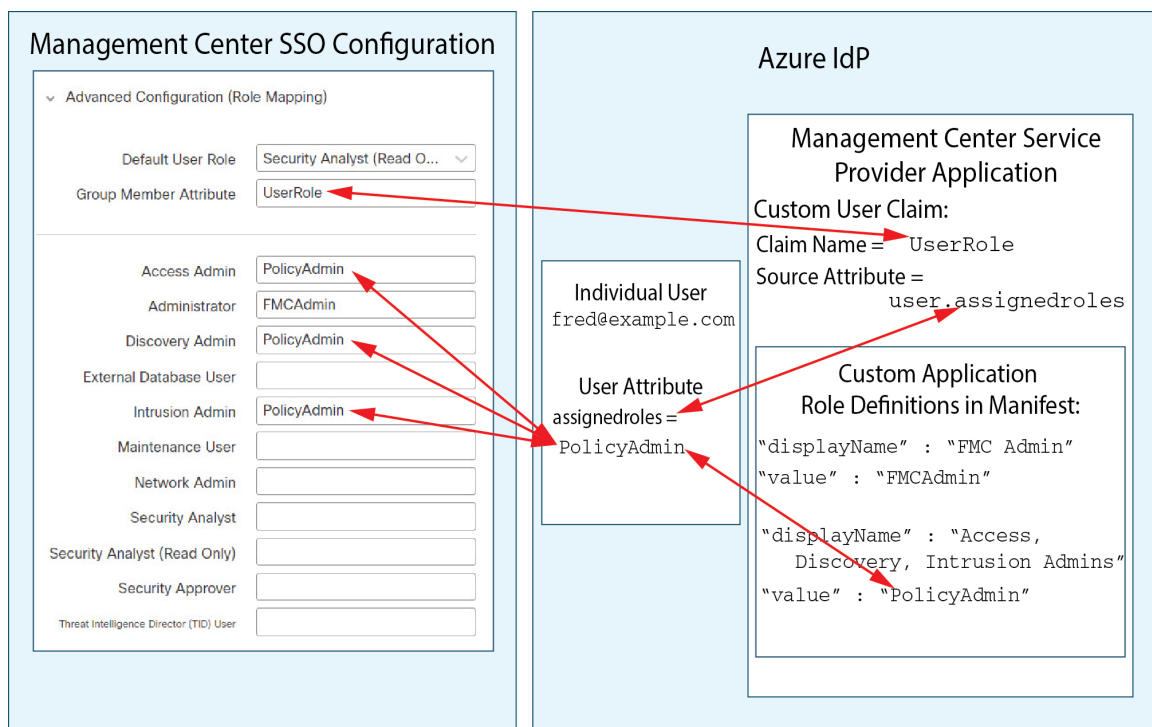 Management Center SSO Configuration
Advanced Configuration (Role Mapping)
Default User Role Security Analyst (Read O...
Group Member Attribute UserRole
Access Admin PolicyAdmin
Administrator FMCAdmin
Discovery Admin PolicyAdmin
External Database User
Intrusion Admin PolicyAdmin
Maintenance User
Network Admin
Security Analyst
Security Analyst (Read Only)
Security Approver
Threat Intelligence Director (TID) User
Azure IdP
Individual User
fred@example.com
User Attribute
assignedroles =
PolicyAdmin
Management Center Service
Provider Application
Custom User Claim:
Claim Name = UserRole
Source Attribute =
user.assignedroles
Custom Application
Role Definitions in Manifest:
“displayName” : “FMC Admin”
“value” : “FMCAdmin”
“displayName” : “Access,
Discovery, Intrusion Admins”
“value” : “PolicyAdmin”